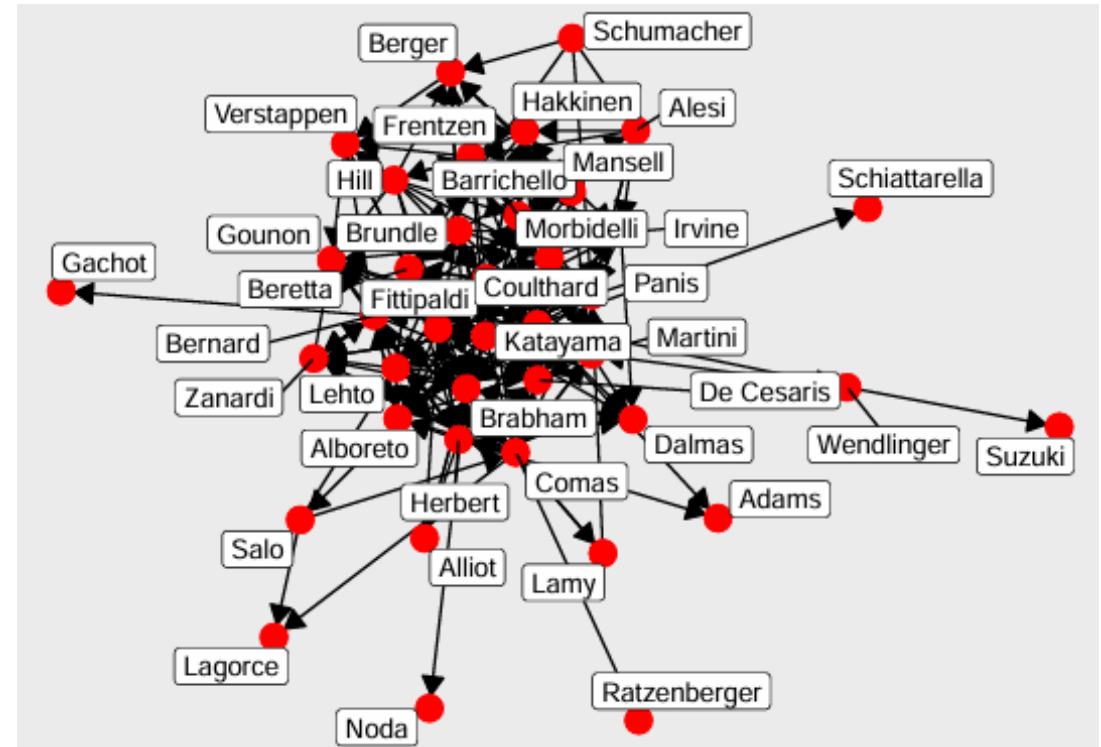 Schumacher
Berger
Hakkinen
Alesi
Verstappen
Frentzen
Mansell
Hill
Barrichello
Schiattarella
Gounon
Brundle
Morbidelli
Irvine
Gachot
Beretta
Fittipaldi
Coulthard
Panis
Bernard
Katayama
Martini
Zanardi
Lehto
De Cesaris
Brabham
Alboreto
Dalmas
Wendlinger
Suzuki
Comas
Adams
Herbert
Salo
Alliot
Lamy
Lagorce
Ratzenberger
Noda